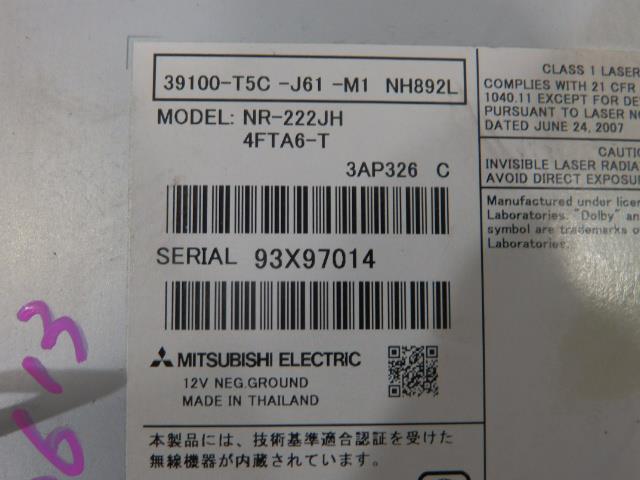 39100-T5C -J61 -M1 NH892L
MODEL: NR-222JH
4FTA6-T
3AP326 C
SERIAL 93X97014
MITSUBISHI ELECTRIC
12V NEG.GROUND
MADE IN THAILAND
本製品には、技術基準適合認証を受けた
無線機器が内蔵されています。
CLASS 1 LASER
COMPLIES WITH 21 CFR
1040.11 EXCEPT FOR DE
PURSUANT TO LASER NO
DATED JUNE 24, 2007
CAUTI
INVISIBLE LASER RADIA
AVOID DIRECT EXPOSU
Manufactured under licen
Laboratories. "Dolby" an
symbol are trademarks o
Laboratories.
613